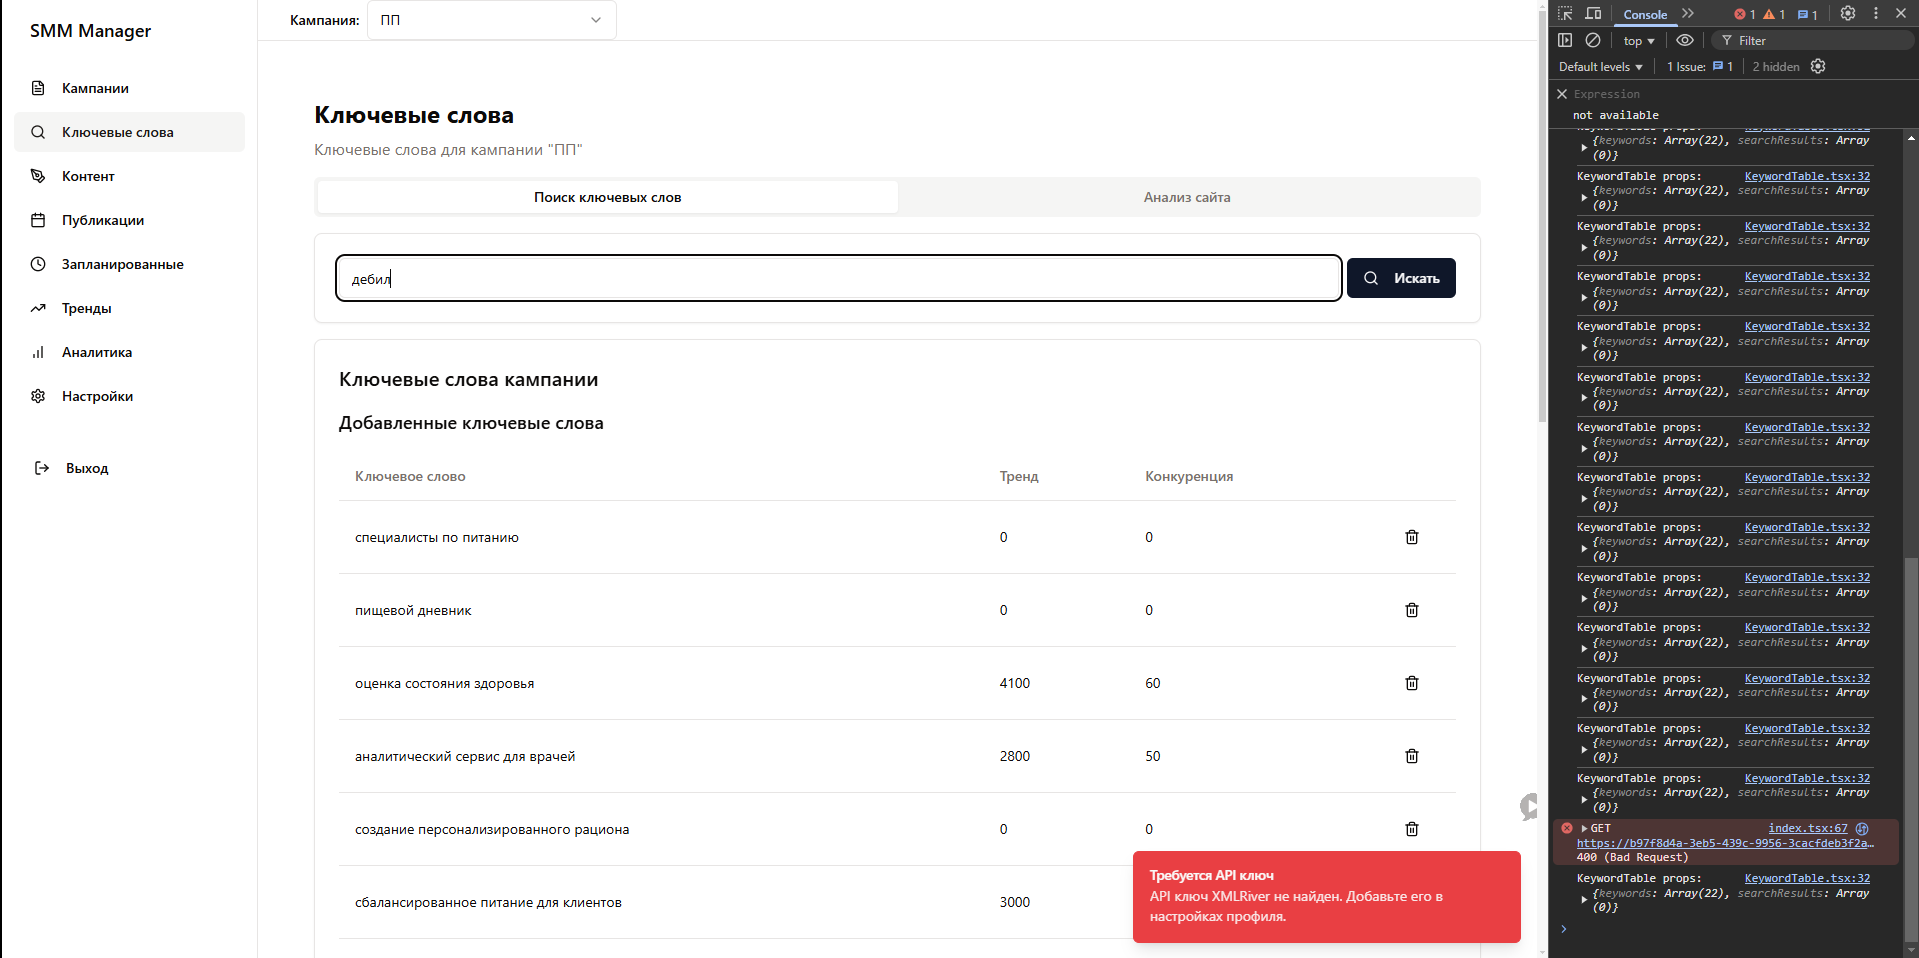 SMM Manager
Кампании
Ключевые слова
Контент
Публикации
Запланированные
Тренды
Аналитика
Настройки
Выход
Кампания: ПП
Ключевые слова
Ключевые слова для кампании "ПП"
Поиск ключевых слов Анализ сайта
дебил Искать
Ключевые слова кампании
Добавленные ключевые слова
Ключевое слово Тренд Конкуренция
специалисты по питанию 0 0
пищевой дневник 0 0
оценка состояния здоровья 4100 60
аналитический сервис для врачей 2800 50
создание персонализированного рациона 0 0
сбалансированное питание для клиентов 3000
Требуется API ключ
API ключ XMLRiver не найден. Добавьте его в
настройках профиля.
Console 1 1 1
top Filter
Default levels 1 Issue: 1 2 hidden
Expression
not available
KeywordTable props: KeywordTable.tsx:32
{keywords: Array(22), searchResults: Array
(0)}
KeywordTable props: KeywordTable.tsx:32
{keywords: Array(22), searchResults: Array
(0)}
KeywordTable props: KeywordTable.tsx:32
{keywords: Array(22), searchResults: Array
(0)}
KeywordTable props: KeywordTable.tsx:32
{keywords: Array(22), searchResults: Array
(0)}
KeywordTable props: KeywordTable.tsx:32
{keywords: Array(22), searchResults: Array
(0)}
KeywordTable props: KeywordTable.tsx:32
{keywords: Array(22), searchResults: Array
(0)}
KeywordTable props: KeywordTable.tsx:32
{keywords: Array(22), searchResults: Array
(0)}
KeywordTable props: KeywordTable.tsx:32
{keywords: Array(22), searchResults: Array
(0)}
KeywordTable props: KeywordTable.tsx:32
{keywords: Array(22), searchResults: Array
(0)}
KeywordTable props: KeywordTable.tsx:32
{keywords: Array(22), searchResults: Array
(0)}
KeywordTable props: KeywordTable.tsx:32
{keywords: Array(22), searchResults: Array
(0)}
KeywordTable props: KeywordTable.tsx:32
{keywords: Array(22), searchResults: Array
(0)}
KeywordTable props: KeywordTable.tsx:32
{keywords: Array(22), searchResults: Array
(0)}
KeywordTable props: KeywordTable.tsx:32
{keywords: Array(22), searchResults: Array
(0)}
GET index.tsx:67
https://b97f8d4a-3eb5-439c-9956-3cacfdeb3f2a…
400 (Bad Request)
KeywordTable props: KeywordTable.tsx:32
{keywords: Array(22), searchResults: Array
(0)}